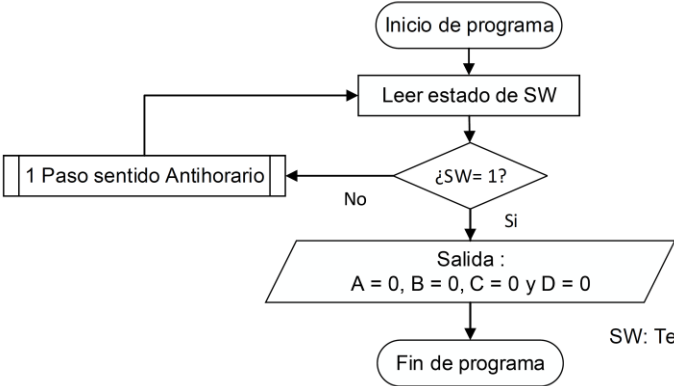 Inicio de programa
Leer estado de SW
1 Paso sentido Antihorario
¿SW= 1?
No
Si
Salida :
A = 0, B = 0, C = 0 y D = 0
SW:
Fin de programa